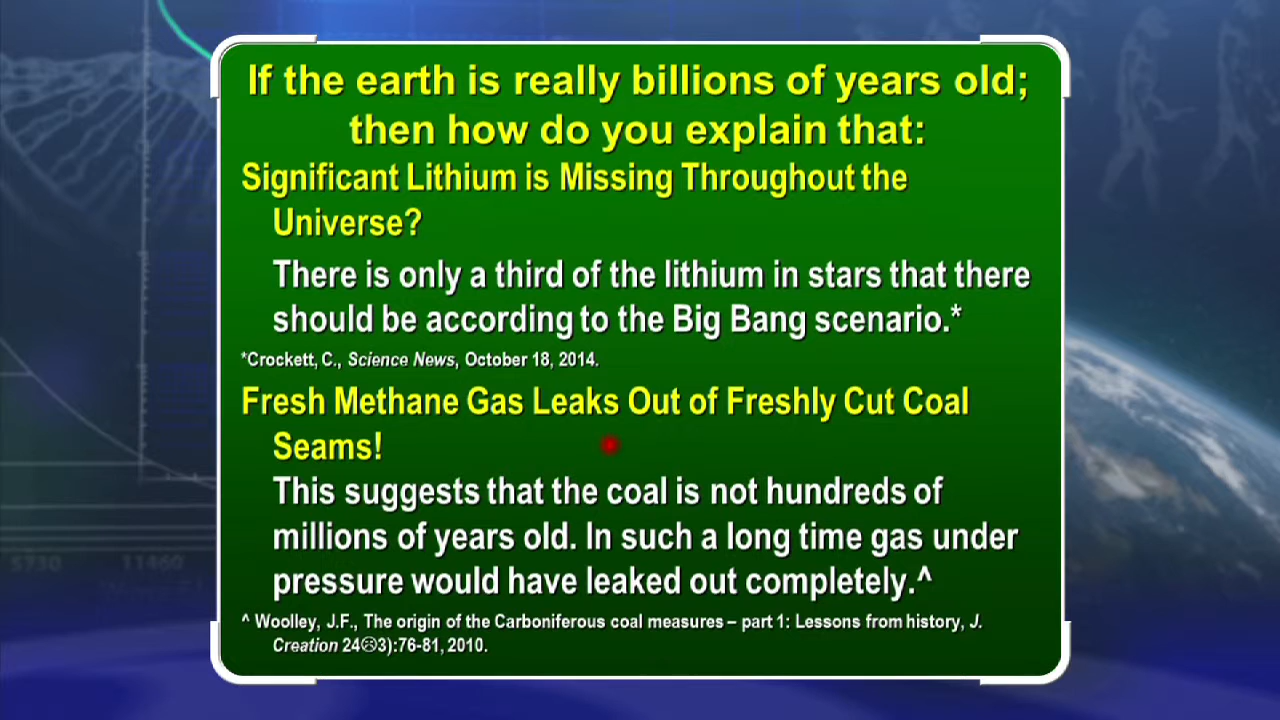 If the earth is really billions of years old;
then how do you explain that:
Significant Lithium is Missing Throughout the
Universe?
There is only a third of the lithium in stars that there
should be according to the Big Bang scenario.*
*Crockett, C., Science News, October 18, 2014.
Fresh Methane Gas Leaks Out of Freshly Cut Coal
Seams!
This suggests that the coal is not hundreds of
millions of years old. In such a long time gas under
pressure would have leaked out completely.^
^ Woolley, J.F., The origin of the Carboniferous coal measures – part 1: Lessons from history, J.
Creation 24☹3):76-81, 2010.
5730 11460